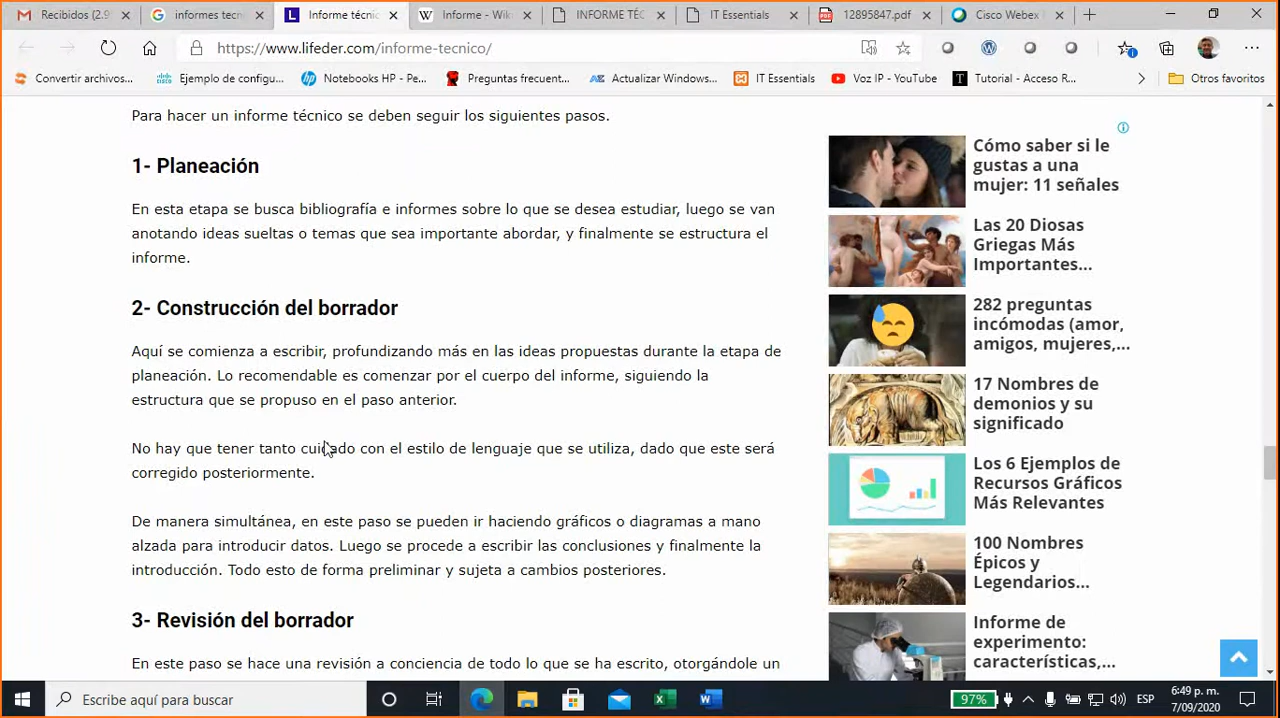 Recibidos (2.9
informes tecn
Informe técnic
Informe - Wiki
INFORME TÉC
IT Essentials
12895847.pdf
Cisco Webex
https://www.lifeder.com/informe-tecnico/
Convertir archivos...
Ejemplo de configu...
Notebooks HP - Pe...
Preguntas frecuent...
Actualizar Windows...
IT Essentials
Voz IP - YouTube
Tutorial - Acceso R...
Otros favoritos
Para hacer un informe técnico se deben seguir los siguientes pasos.
1- Planeación
En esta etapa se busca bibliografía e informes sobre lo que se desea estudiar, luego se van
anotando ideas sueltas o temas que sea importante abordar, y finalmente se estructura el
informe.
2- Construcción del borrador
Aquí se comienza a escribir, profundizando más en las ideas propuestas durante la etapa de
planeación. Lo recomendable es comenzar por el cuerpo del informe, siguiendo la
estructura que se propuso en el paso anterior.
No hay que tener tanto cuidado con el estilo de lenguaje que se utiliza, dado que este será
corregido posteriormente.
De manera simultánea, en este paso se pueden ir haciendo gráficos o diagramas a mano
alzada para introducir datos. Luego se procede a escribir las conclusiones y finalmente la
introducción. Todo esto de forma preliminar y sujeta a cambios posteriores.
3- Revisión del borrador
En este paso se hace una revisión a conciencia de todo lo que se ha escrito, otorgándole un
Cómo saber si le
gustas a una
mujer: 11 señales
Las 20 Diosas
Griegas Más
Importantes...
282 preguntas
incómodas (amor,
amigos, mujeres,...
17 Nombres de
demonios y su
significado
Los 6 Ejemplos de
Recursos Gráficos
Más Relevantes
100 Nombres
Épicos y
Legendarios...
Informe de
experimento:
características,...
Escribe aquí para buscar
97%
ESP
6:49 p. m.
7/09/2020